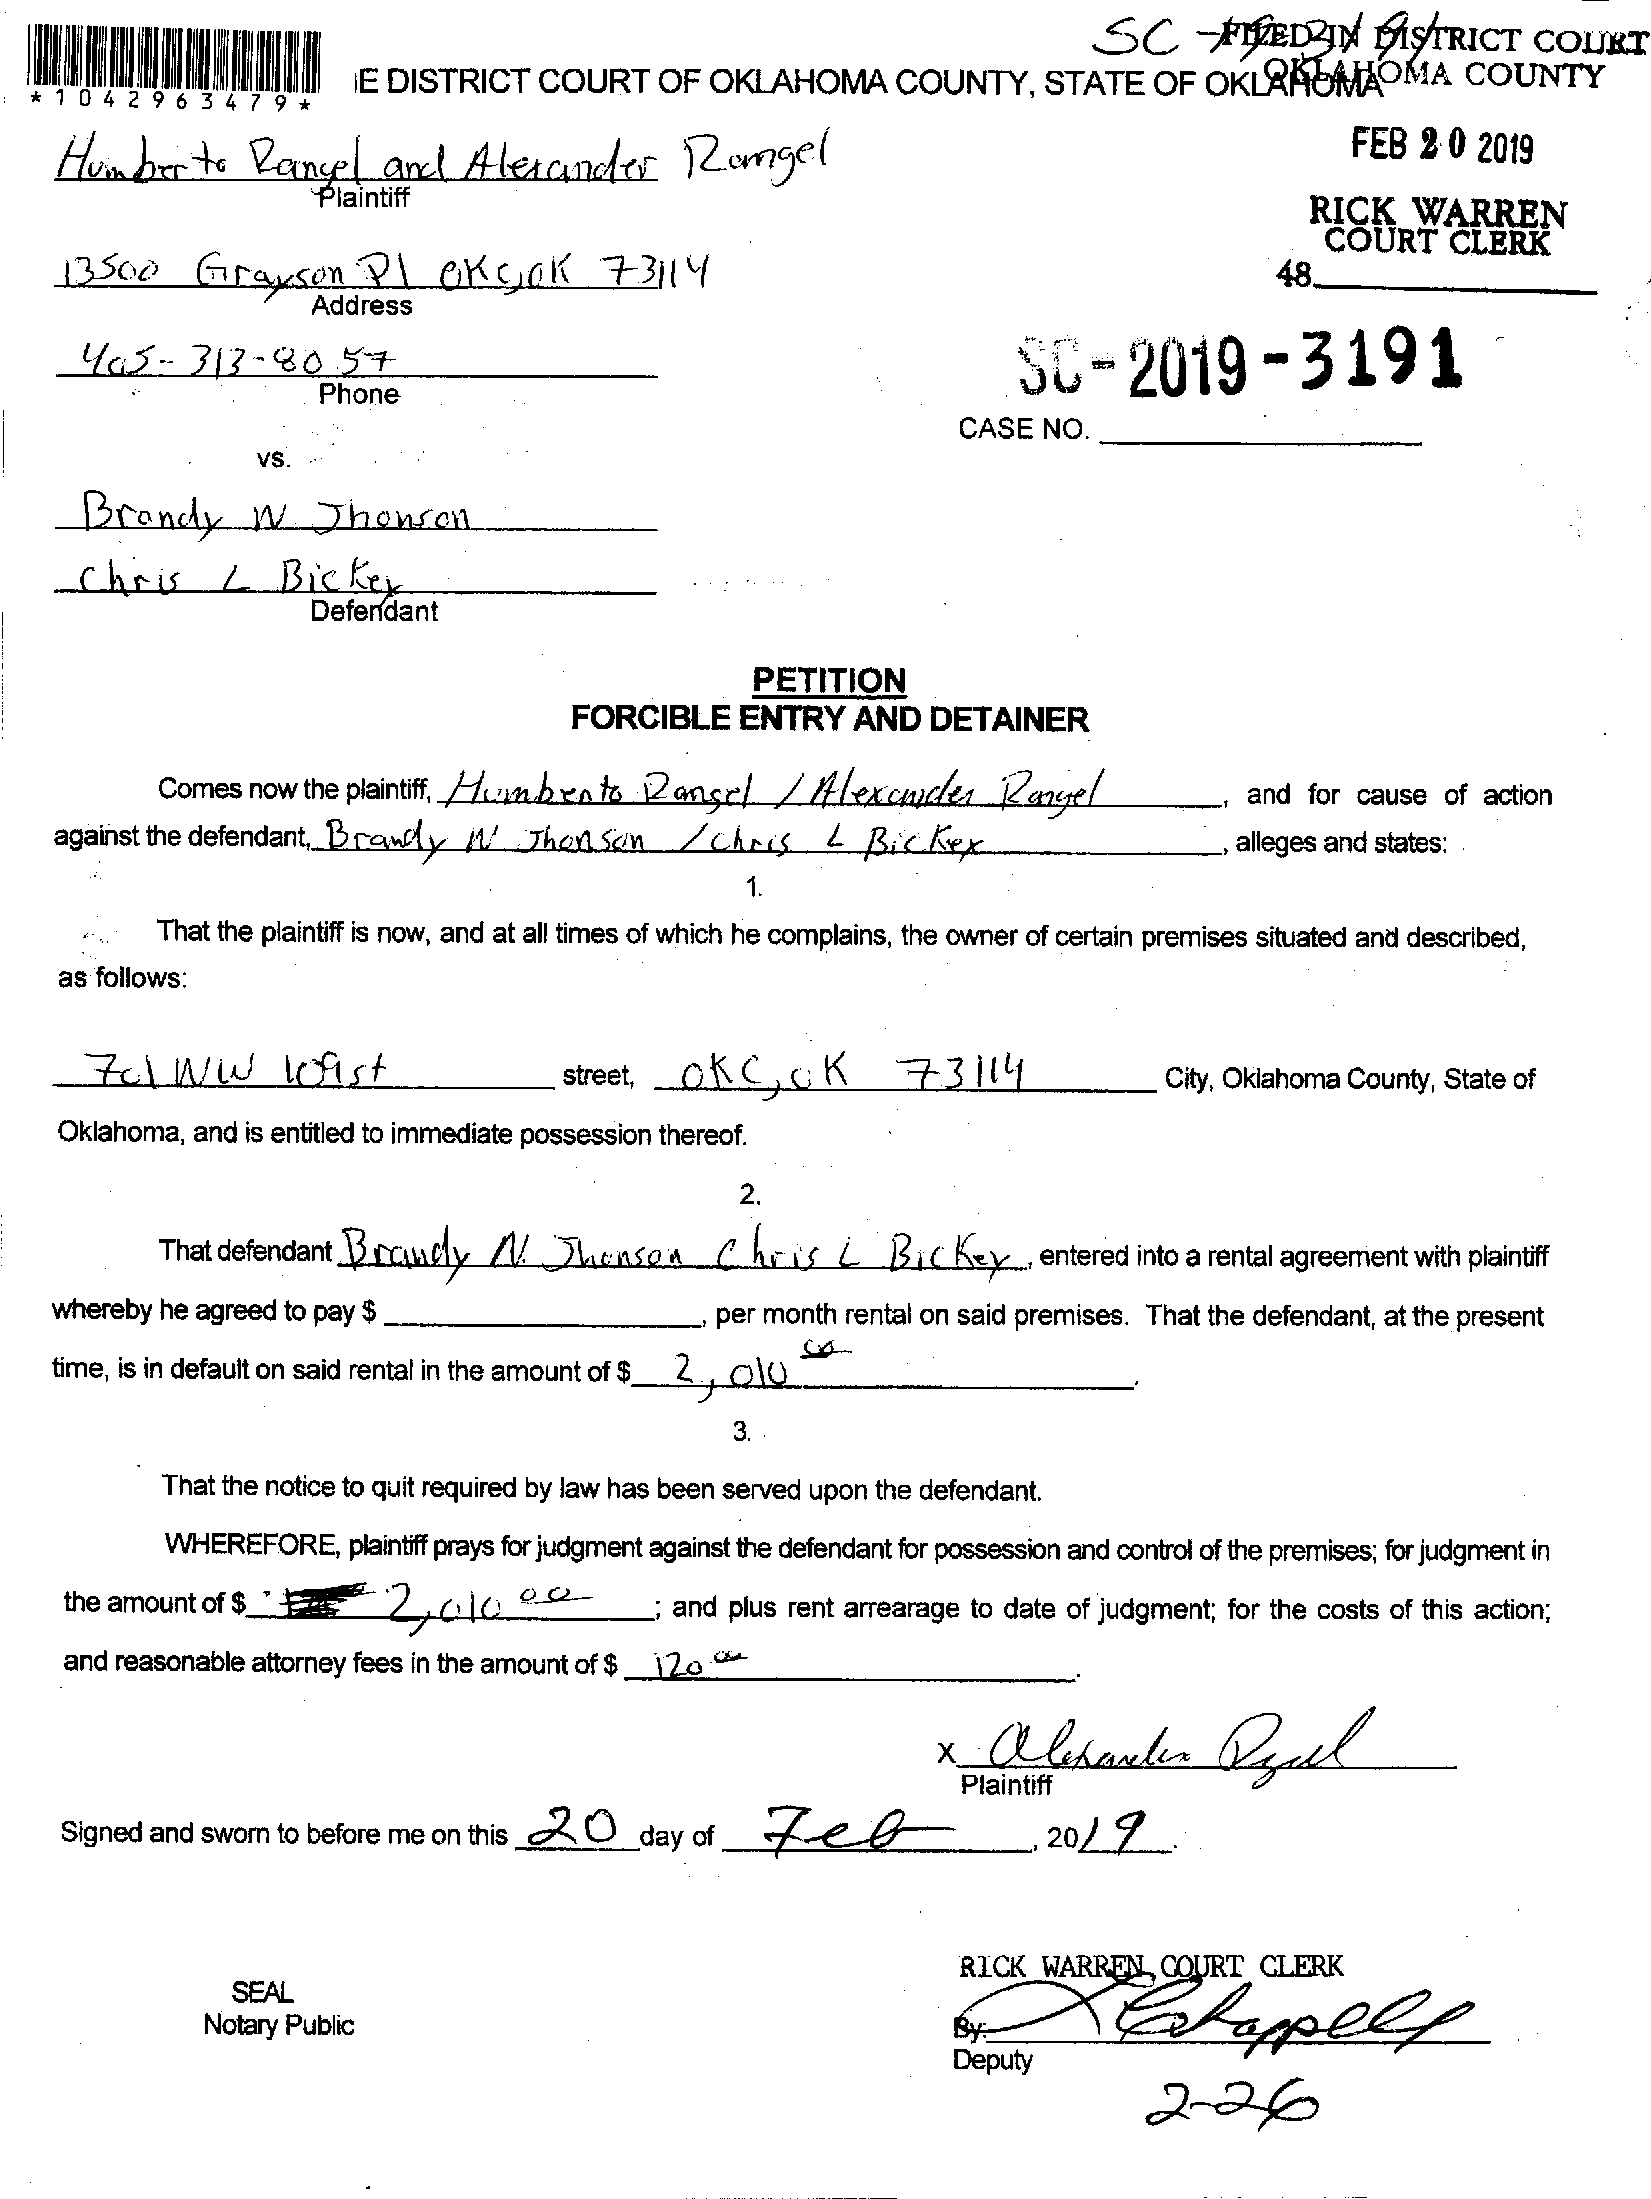 SC - FILED IN DISTRICT COURT
OKLAHOMA COUNTY
*1042963479*
E DISTRICT COURT OF OKLAHOMA COUNTY, STATE OF OKLAHOMA
FEB 20 2019
Humberto Rangel and Alexander Rangel
Plaintiff
RICK WARREN
COURT CLERK
13500 Grayson Pl OKC, OK 73114
Address
48
405-313-8057
Phone
SC-2019-3191
CASE NO.
vs.
Brandy N Jhonson
Chris L Bickey
Defendant
PETITION
FORCIBLE ENTRY AND DETAINER
Comes now the plaintiff, Humberto Rangel / Alexander Rangel, and for cause of action
against the defendant, Brandy N Jhonson / Chris L Bickey, alleges and states:
1.
That the plaintiff is now, and at all times of which he complains, the owner of certain premises situated and described,
as follows:
701 NW street, OKC, OK 73114 City, Oklahoma County, State of
Oklahoma, and is entitled to immediate possession thereof.
2.
That defendant Brandy N. Jhonson Chris L Bickey, entered into a rental agreement with plaintiff
whereby he agreed to pay $ , per month rental on said premises. That the defendant, at the present
time, is in default on said rental in the amount of $ 2,010 00.
3.
That the notice to quit required by law has been served upon the defendant.
WHEREFORE, plaintiff prays for judgment against the defendant for possession and control of the premises; for judgment in
the amount of $ 2,010 00; and plus rent arrearage to date of judgment; for the costs of this action;
and reasonable attorney fees in the amount of $ 120 00.
x Alexander Rangel
Plaintiff
Signed and sworn to before me on this 20 day of Feb, 2019.
RICK WARREN, COURT CLERK
SEAL
Notary Public
By: Chappell
Deputy
2-26